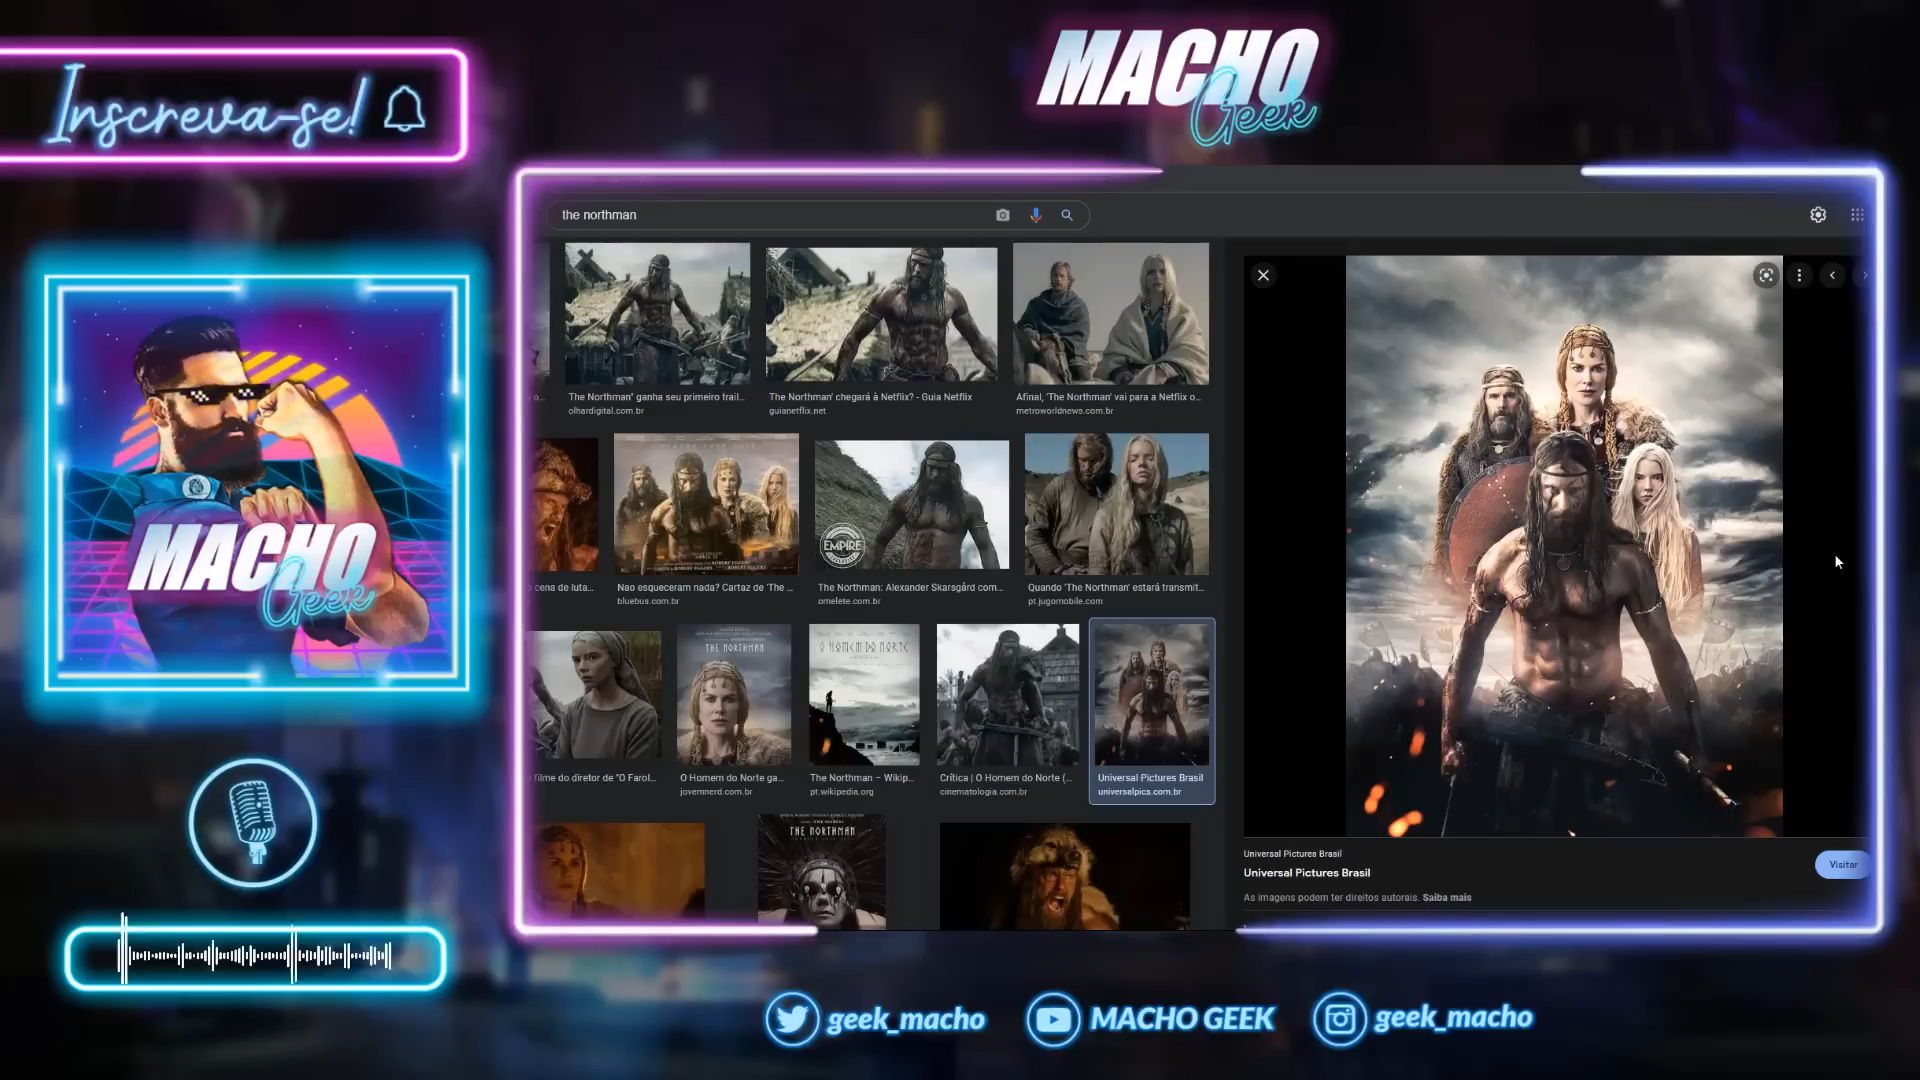 Inscreva-se!
MACHO
Geek
the northman
The Northman" ganha seu primeiro trail...
olhardigital.com.br
The Northman' chegará à Netflix? - Guia Netflix
guianetflix.net
Afinal, 'The Northman' vai para a Netflix o...
metroworldnews.com.br
EMPIRE
cena de luta...
Nao esqueceram nada? Cartaz de 'The ...
bluebus.com.br
The Northman: Alexander Skarsgård com...
omelete.com.br
Quando 'The Northman' estará transmit...
pt.jugomobile.com
MACHO
Geek
THE NORTHMAN
O HOMEM DO NORTE
filme do diretor de "O Farol...
O Homem do Norte ga...
jovemnerd.com.br
The Northman – Wikip...
pt.wikipedia.org
Crítica | O Homem do Norte (...
cinematologia.com.br
Universal Pictures Brasil
universalpics.com.br
THE NORTHMAN
Universal Pictures Brasil
Universal Pictures Brasil
Visitar
As imagens podem ter direitos autorais. Saiba mais
geek_macho
MACHO GEEK
geek_macho